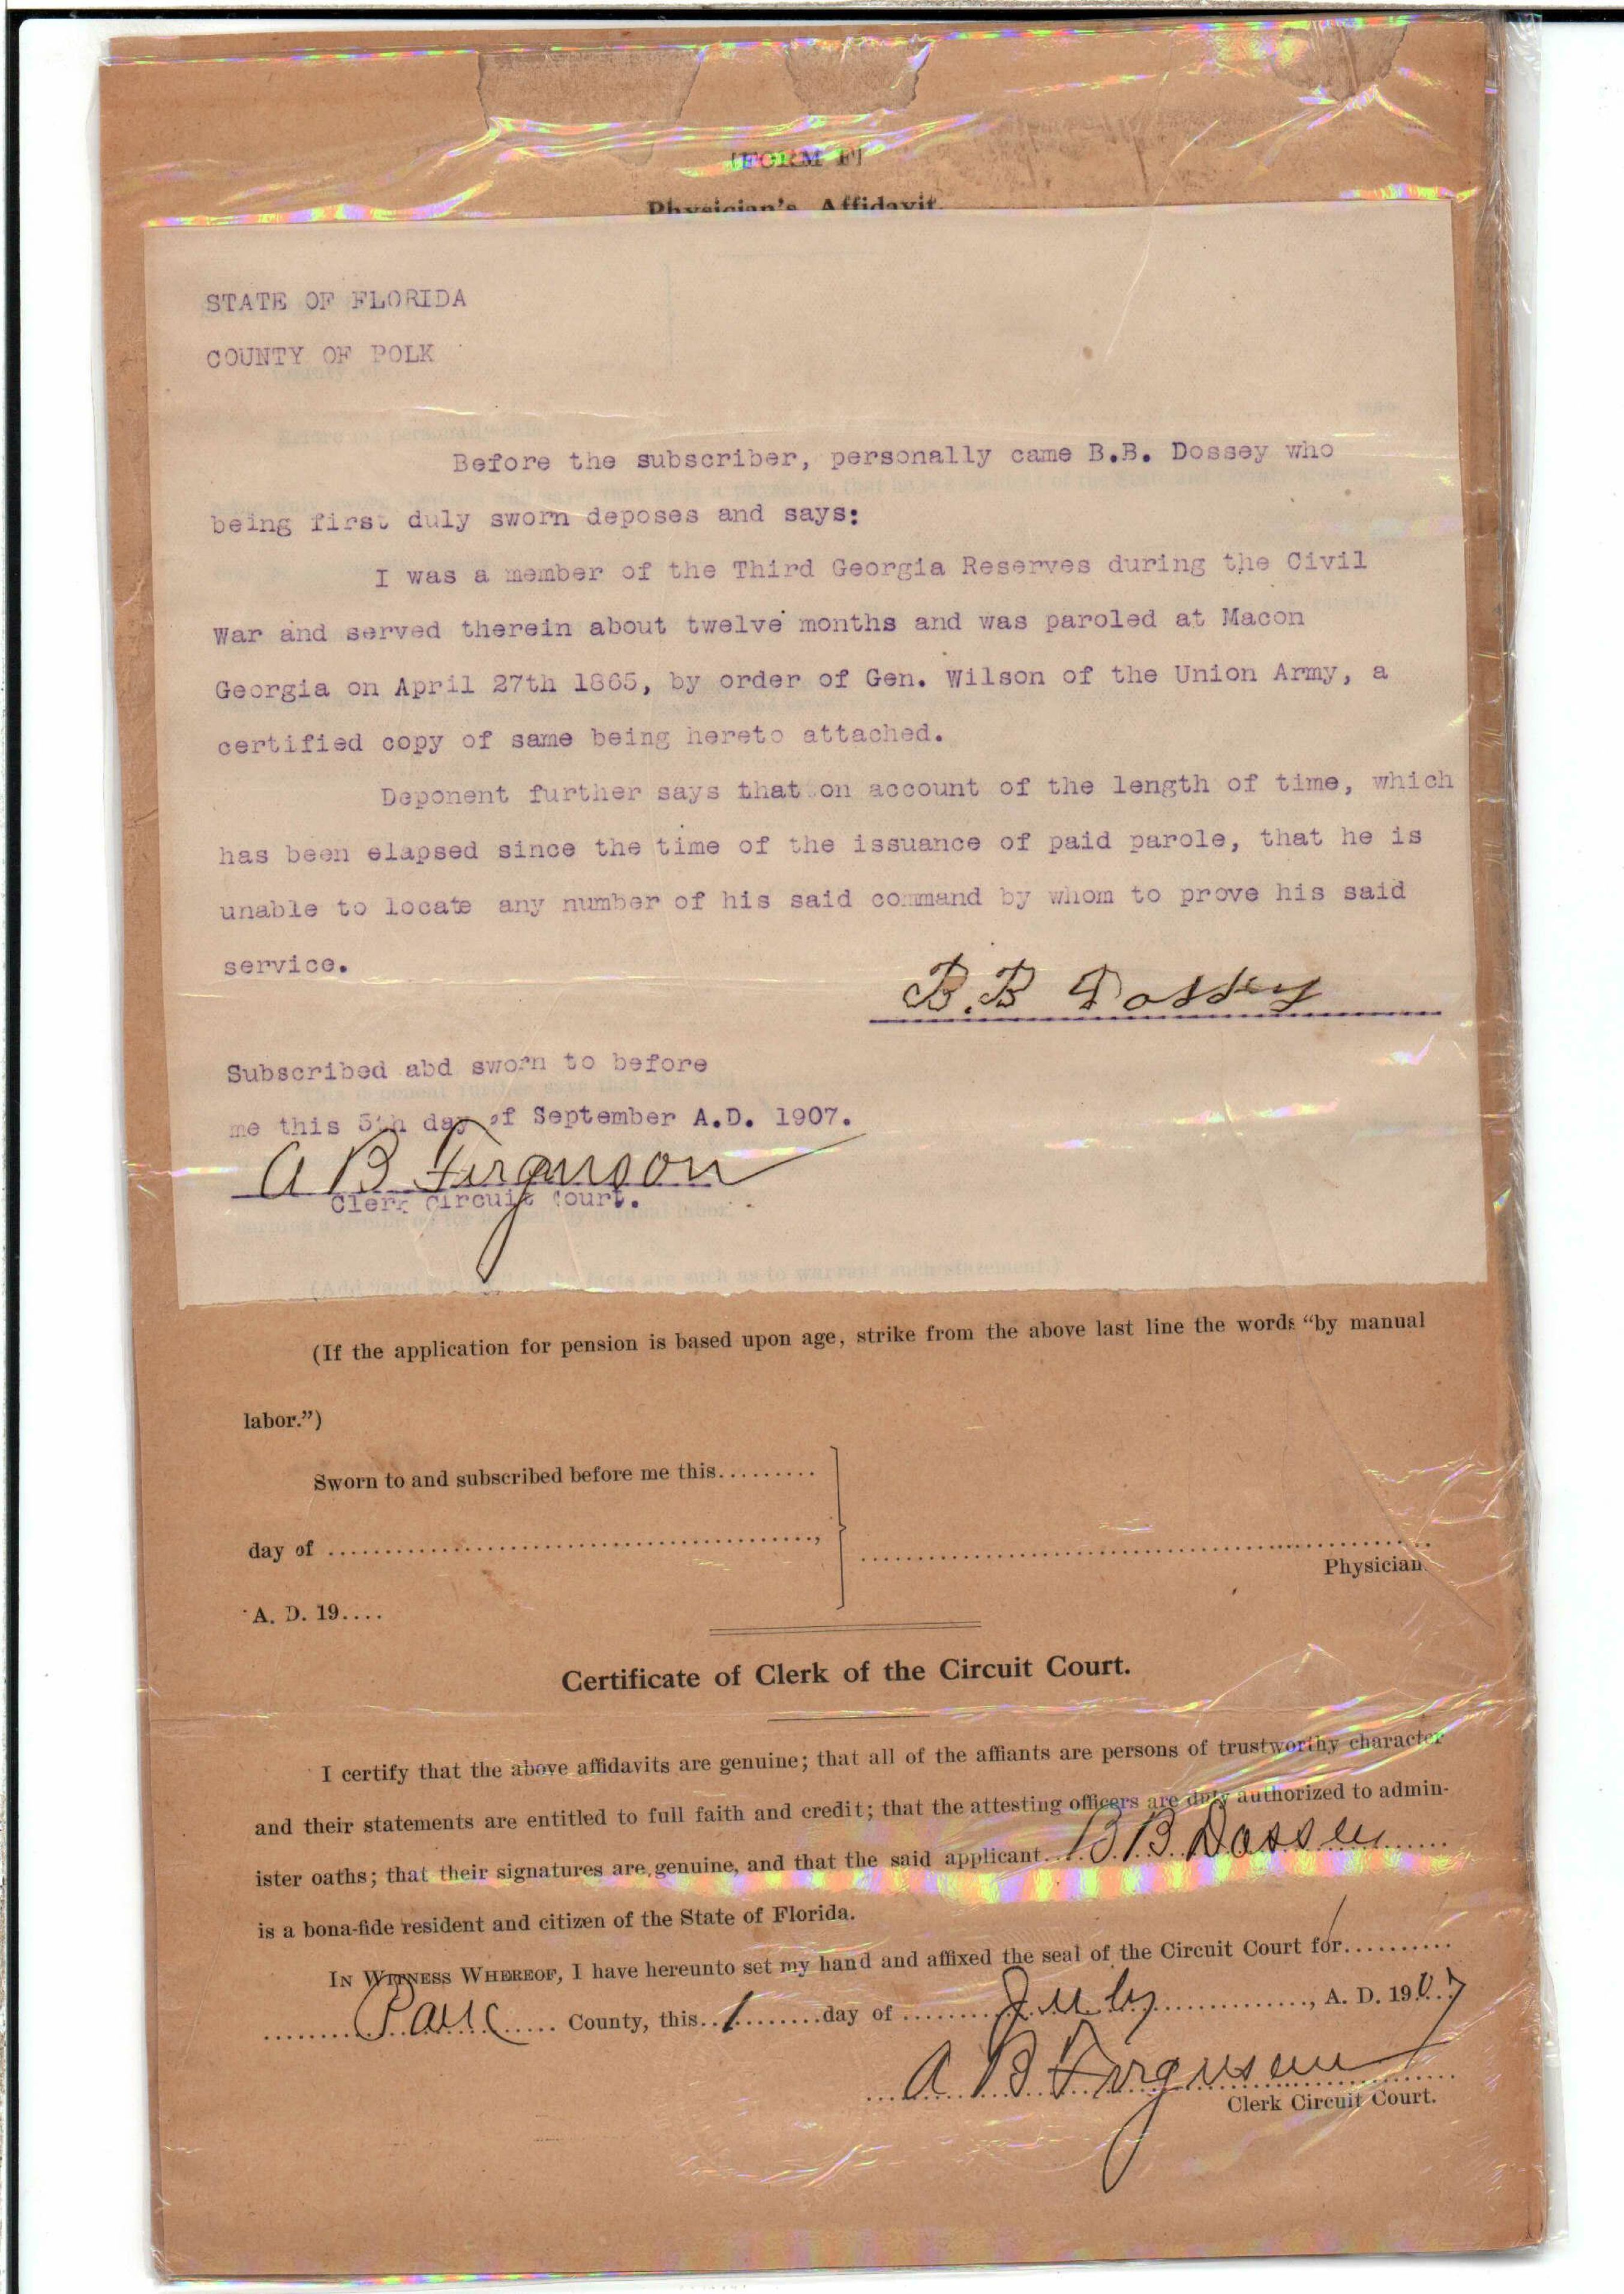 [FORM F]
Physician's Affidavit.
STATE OF FLORIDA
COUNTY OF POLK
Before the subscriber, personally came B.B. Dossey who
being first duly sworn deposes and says:
I was a member of the Third Georgia Reserves during the Civil
War and served therein about twelve months and was paroled at Macon
Georgia on April 27th 1865, by order of Gen. Wilson of the Union Army, a
certified copy of same being hereto attached.
Deponent further says that on account of the length of time, which
has been elapsed since the time of the issuance of paid parole, that he is
unable to locate any number of his said command by whom to prove his said
service.
B.B Dossey
Subscribed abd sworn to before
me this 5th day of September A.D. 1907.
A B Ferguson
Clerk Circuit Court.
(If the application for pension is based upon age, strike from the above last line the words "by manual
labor.")
Sworn to and subscribed before me this.........
day of ..........................................,
Physician.
A. D. 19....
Certificate of Clerk of the Circuit Court.
I certify that the above affidavits are genuine; that all of the affiants are persons of trustworthy character
and their statements are entitled to full faith and credit; that the attesting officers are duly authorized to admin-
ister oaths; that their signatures are genuine, and that the said applicant B B Dossey
is a bona-fide resident and citizen of the State of Florida.
IN WITNESS WHEREOF, I have hereunto set my hand and affixed the seal of the Circuit Court for..........
Polk County, this 1 day of July, A. D. 1907
A B Ferguson
Clerk Circuit Court.